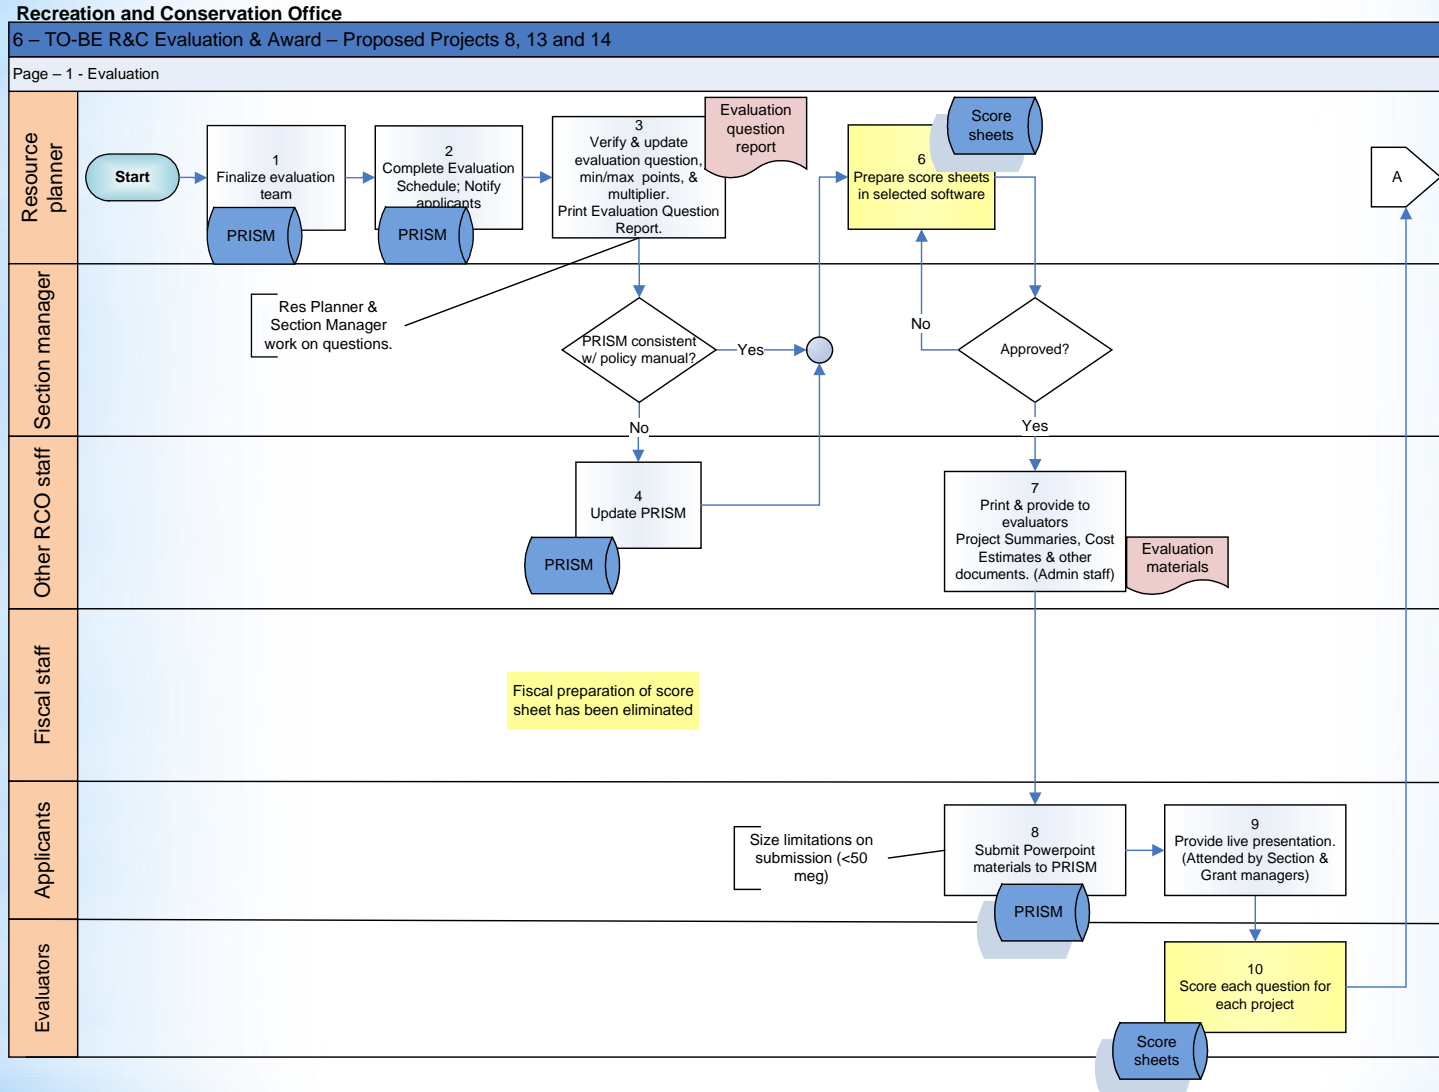 Recreation and Conservation Office
6 – TO-BE R&C Evaluation & Award – Proposed Projects 8, 13 and 14
Page – 1 - Evaluation
Resource
planner
Start
1
Finalize evaluation
team
PRISM
2
Complete Evaluation
Schedule; Notify
applicants
PRISM
3
Verify & update
evaluation question,
min/max points, &
multiplier.
Print Evaluation Question
Report.
Evaluation
question
report
6
Prepare score sheets
in selected software
Score
sheets
A
Section manager
Res Planner &
Section Manager
work on questions.
PRISM consistent
w/ policy manual?
Yes
No
No
Approved?
Yes
Other RCO staff
4
Update PRISM
PRISM
7
Print & provide to
evaluators
Project Summaries, Cost
Estimates & other
documents. (Admin staff)
Evaluation
materials
Fiscal staff
Fiscal preparation of score
sheet has been eliminated
Applicants
Size limitations on
submission (<50
meg)
8
Submit Powerpoint
materials to PRISM
PRISM
9
Provide live presentation.
(Attended by Section &
Grant managers)
Evaluators
10
Score each question for
each project
Score
sheets